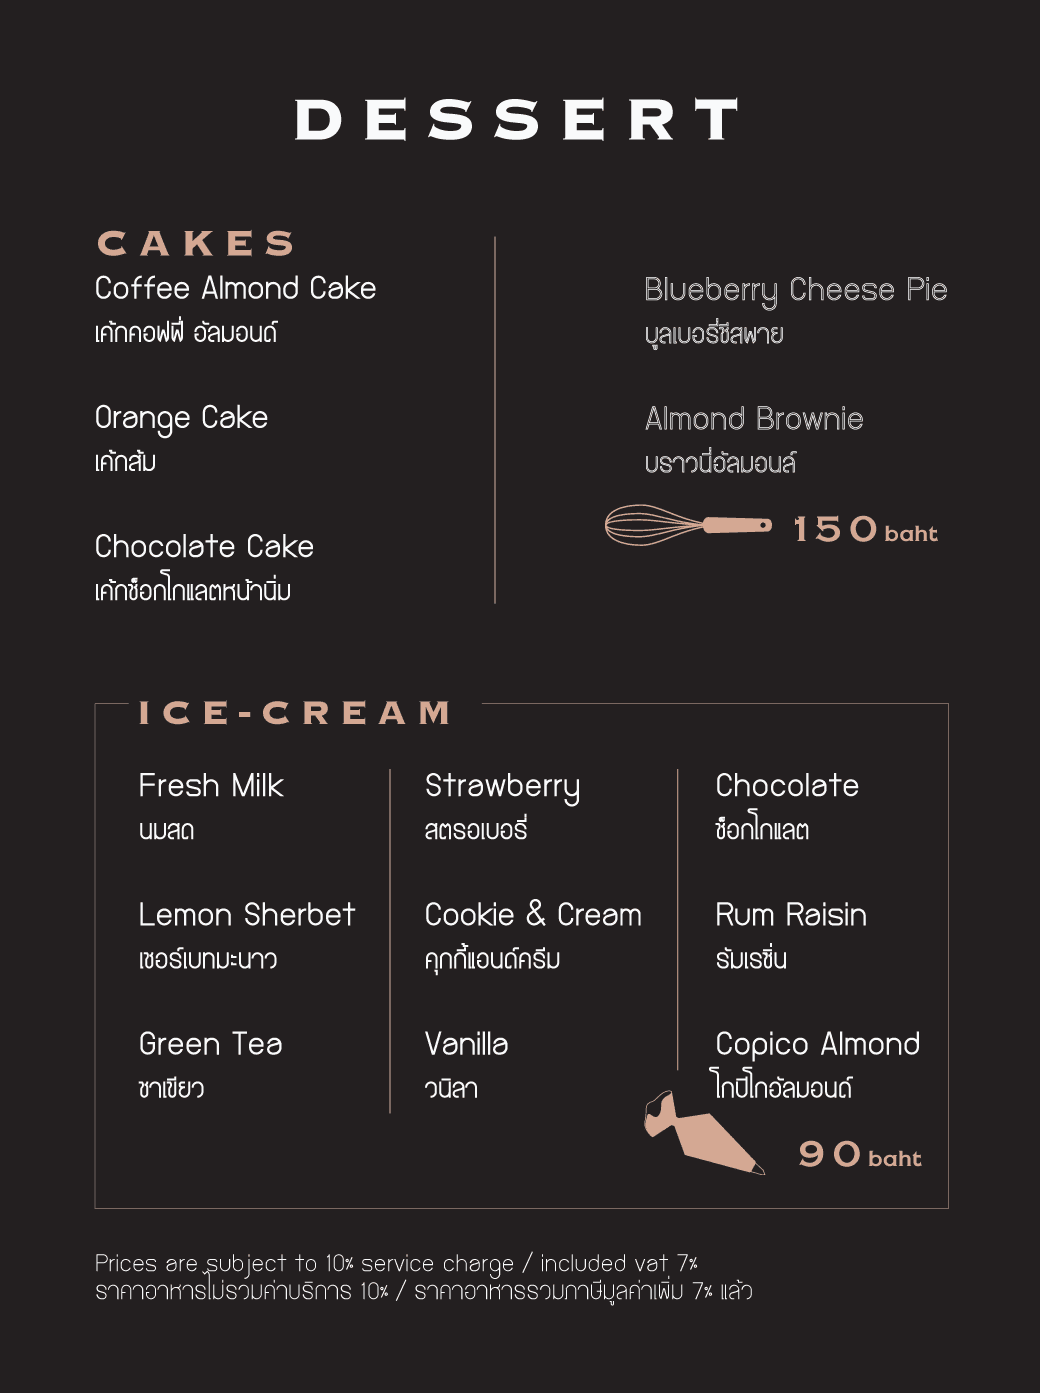 DESSERT
CAKES
Coffee Almond Cake
เค้กคอฟฟี่ อัลมอนด์
Orange Cake
เค้กส้ม
Chocolate Cake
เค้กช็อกโกแลตหน้านิ่ม
Blueberry Cheese Pie
บูลเบอรี่ชีสพาย
Almond Brownie
บราวนี่อัลมอนล์
150 baht
ICE-CREAM
Fresh Milk
นมสด
Lemon Sherbet
เชอร์เบทมะนาว
Green Tea
ชาเขียว
Strawberry
สตรอเบอรี่
Cookie & Cream
คุกกี้แอนด์ครีม
Vanilla
วนิลา
Chocolate
ช็อกโกแลต
Rum Raisin
รัมเรซิ่น
Copico Almond
โกปิโกอัลมอนด์
90 baht
Prices are subject to 10% service charge / included vat 7%
ราคาอาหารไม่รวมค่าบริการ 10% / ราคาอาหารรวมภาษีมูลค่าเพิ่ม 7% แล้ว